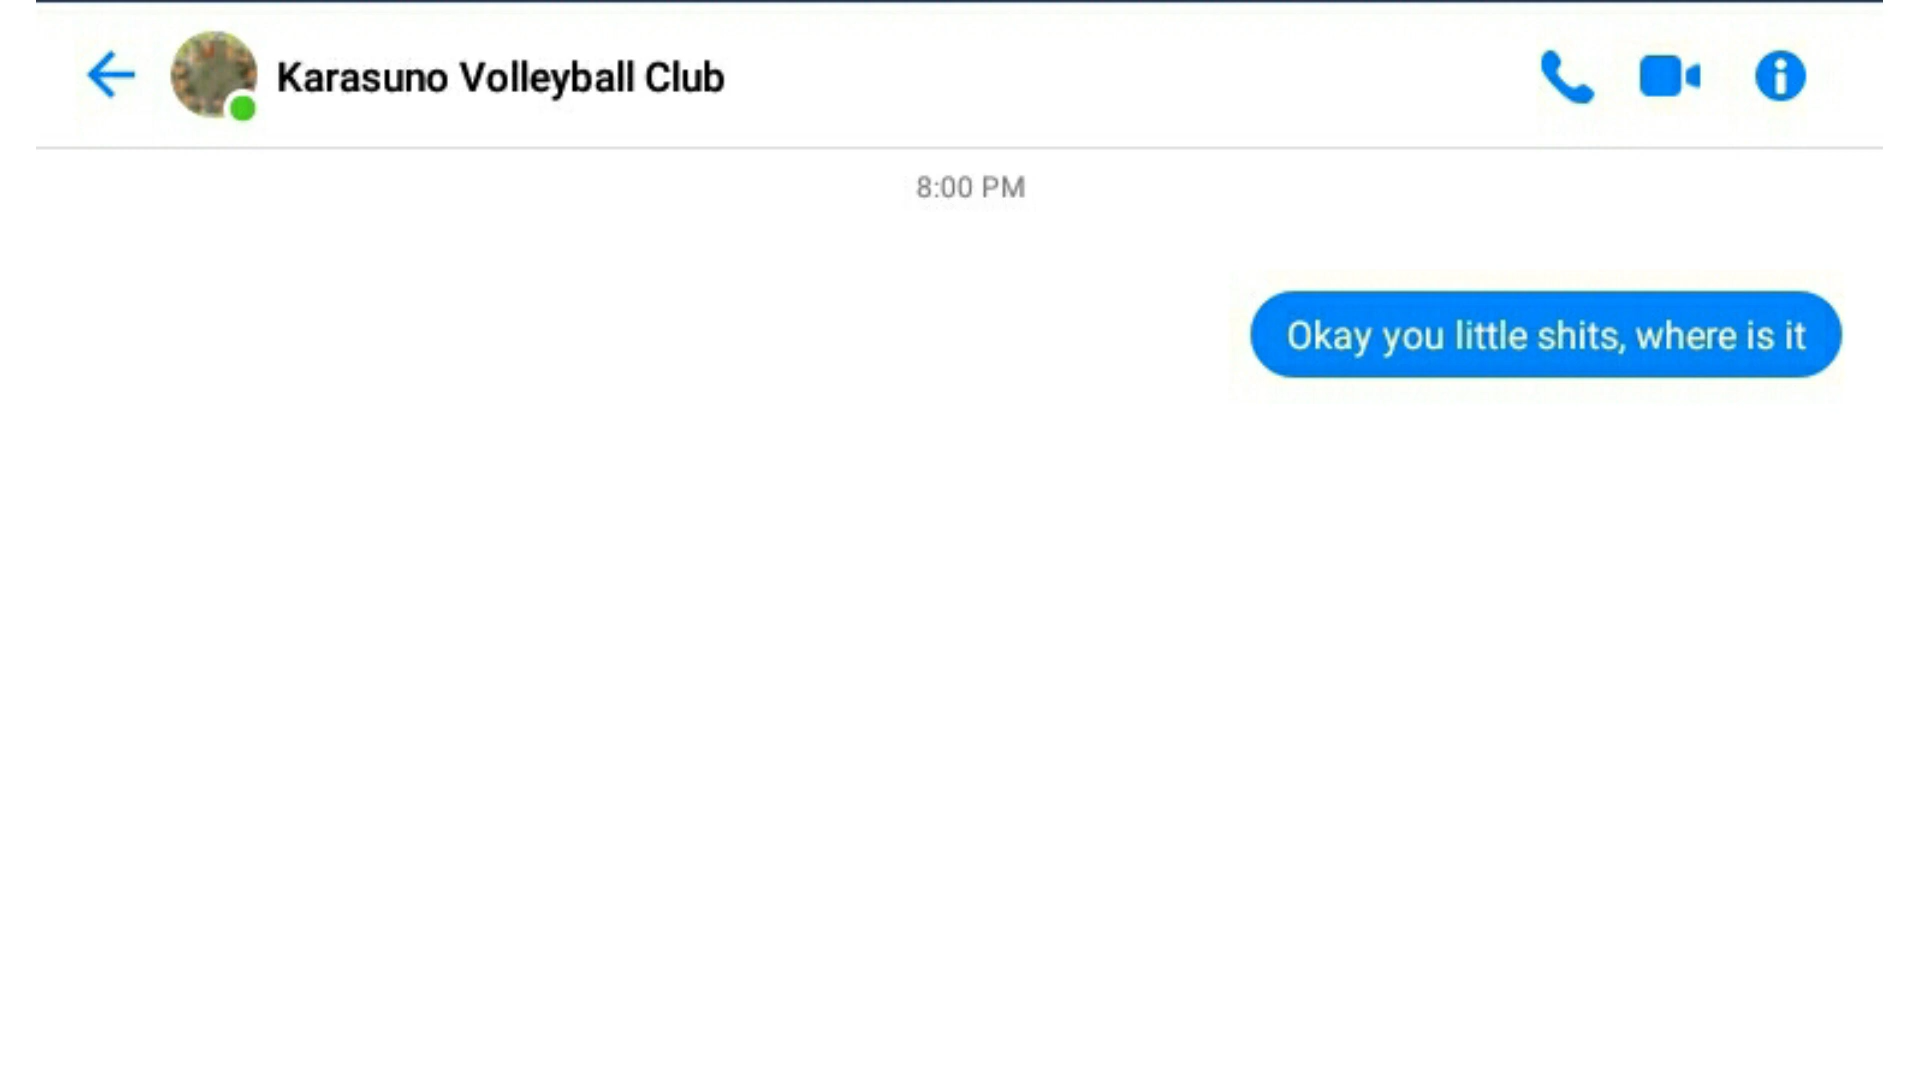 Karasuno Volleyball Club
8:00 PM
Okay you little shits, where is it